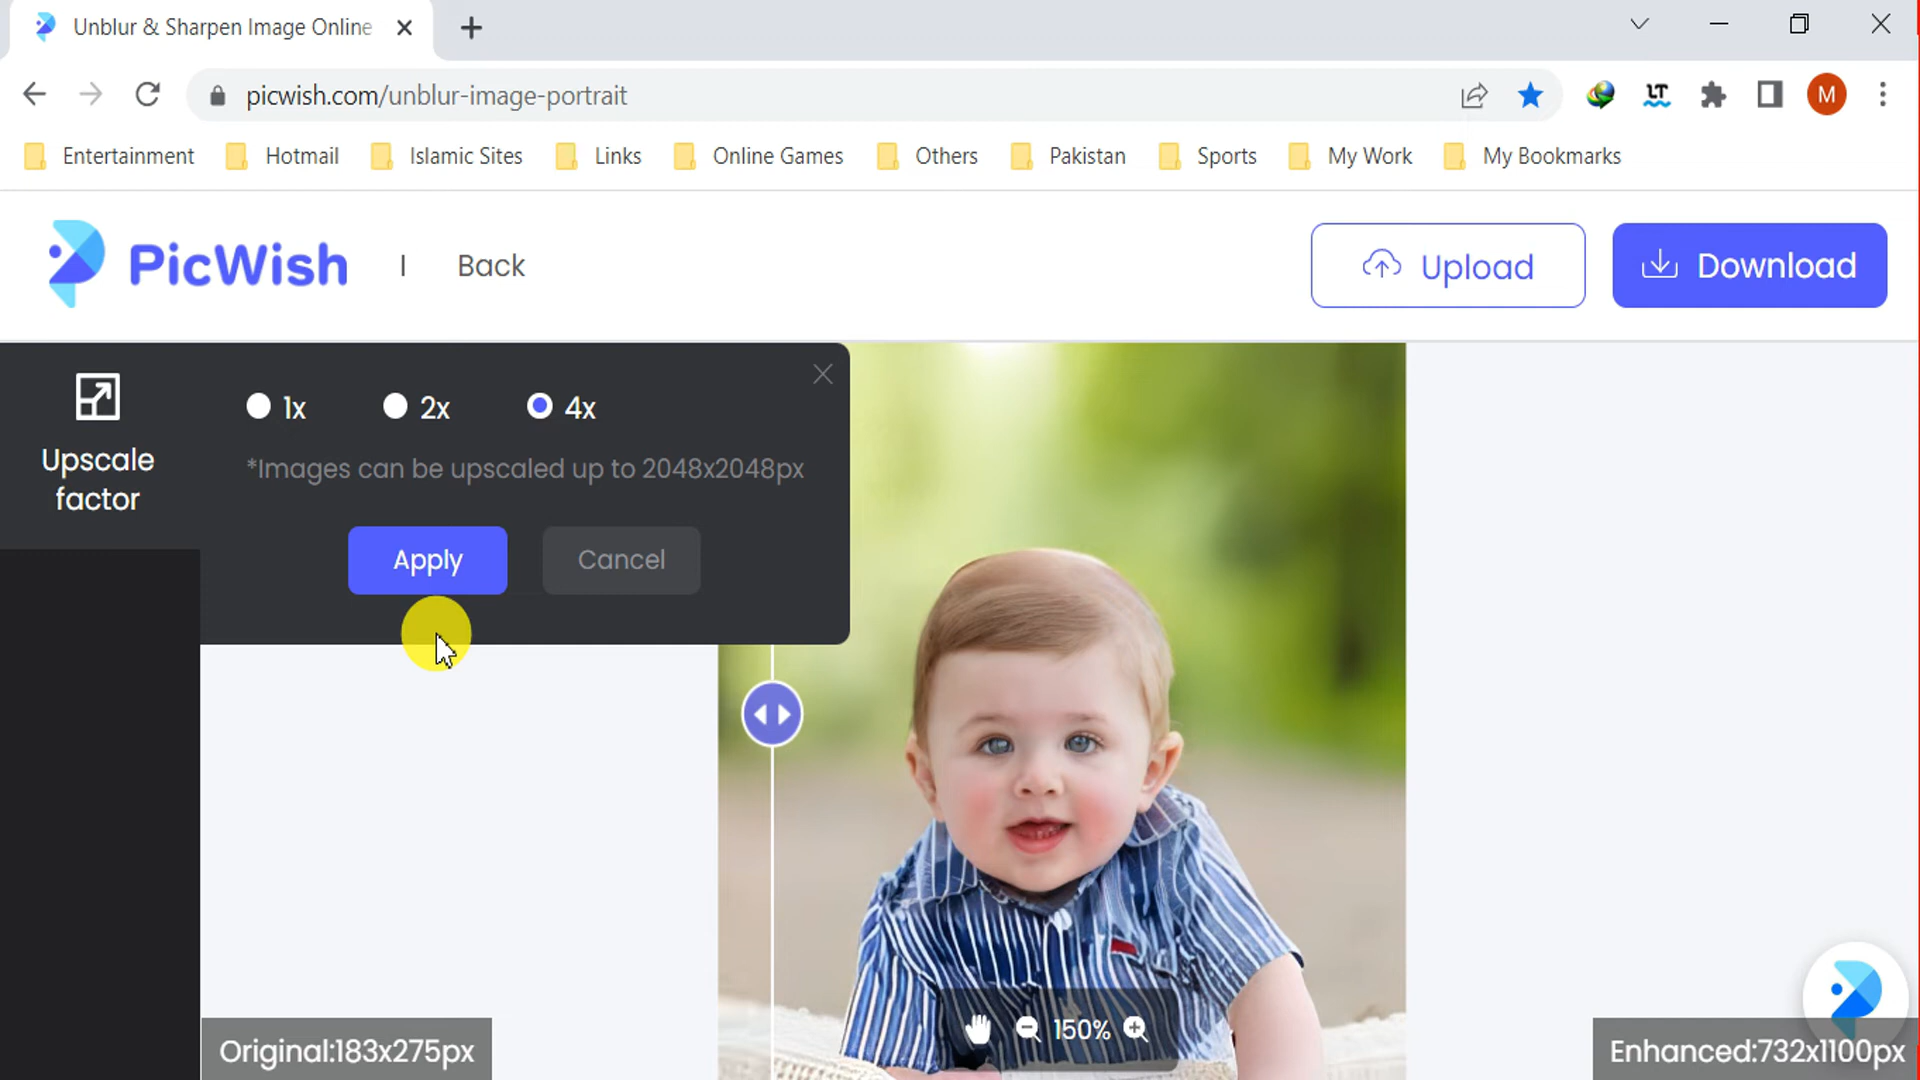 Unblur & Sharpen Image Online
picwish.com/unblur-image-portrait
LT
M
Entertainment Hotmail Islamic Sites Links Online Games Others Pakistan Sports My Work My Bookmarks
PicWish | Back Upload Download
1x 2x 4x
Upscale
factor
*Images can be upscaled up to 2048x2048px
Apply Cancel
150%
Original:183x275px
Enhanced:732x1100px